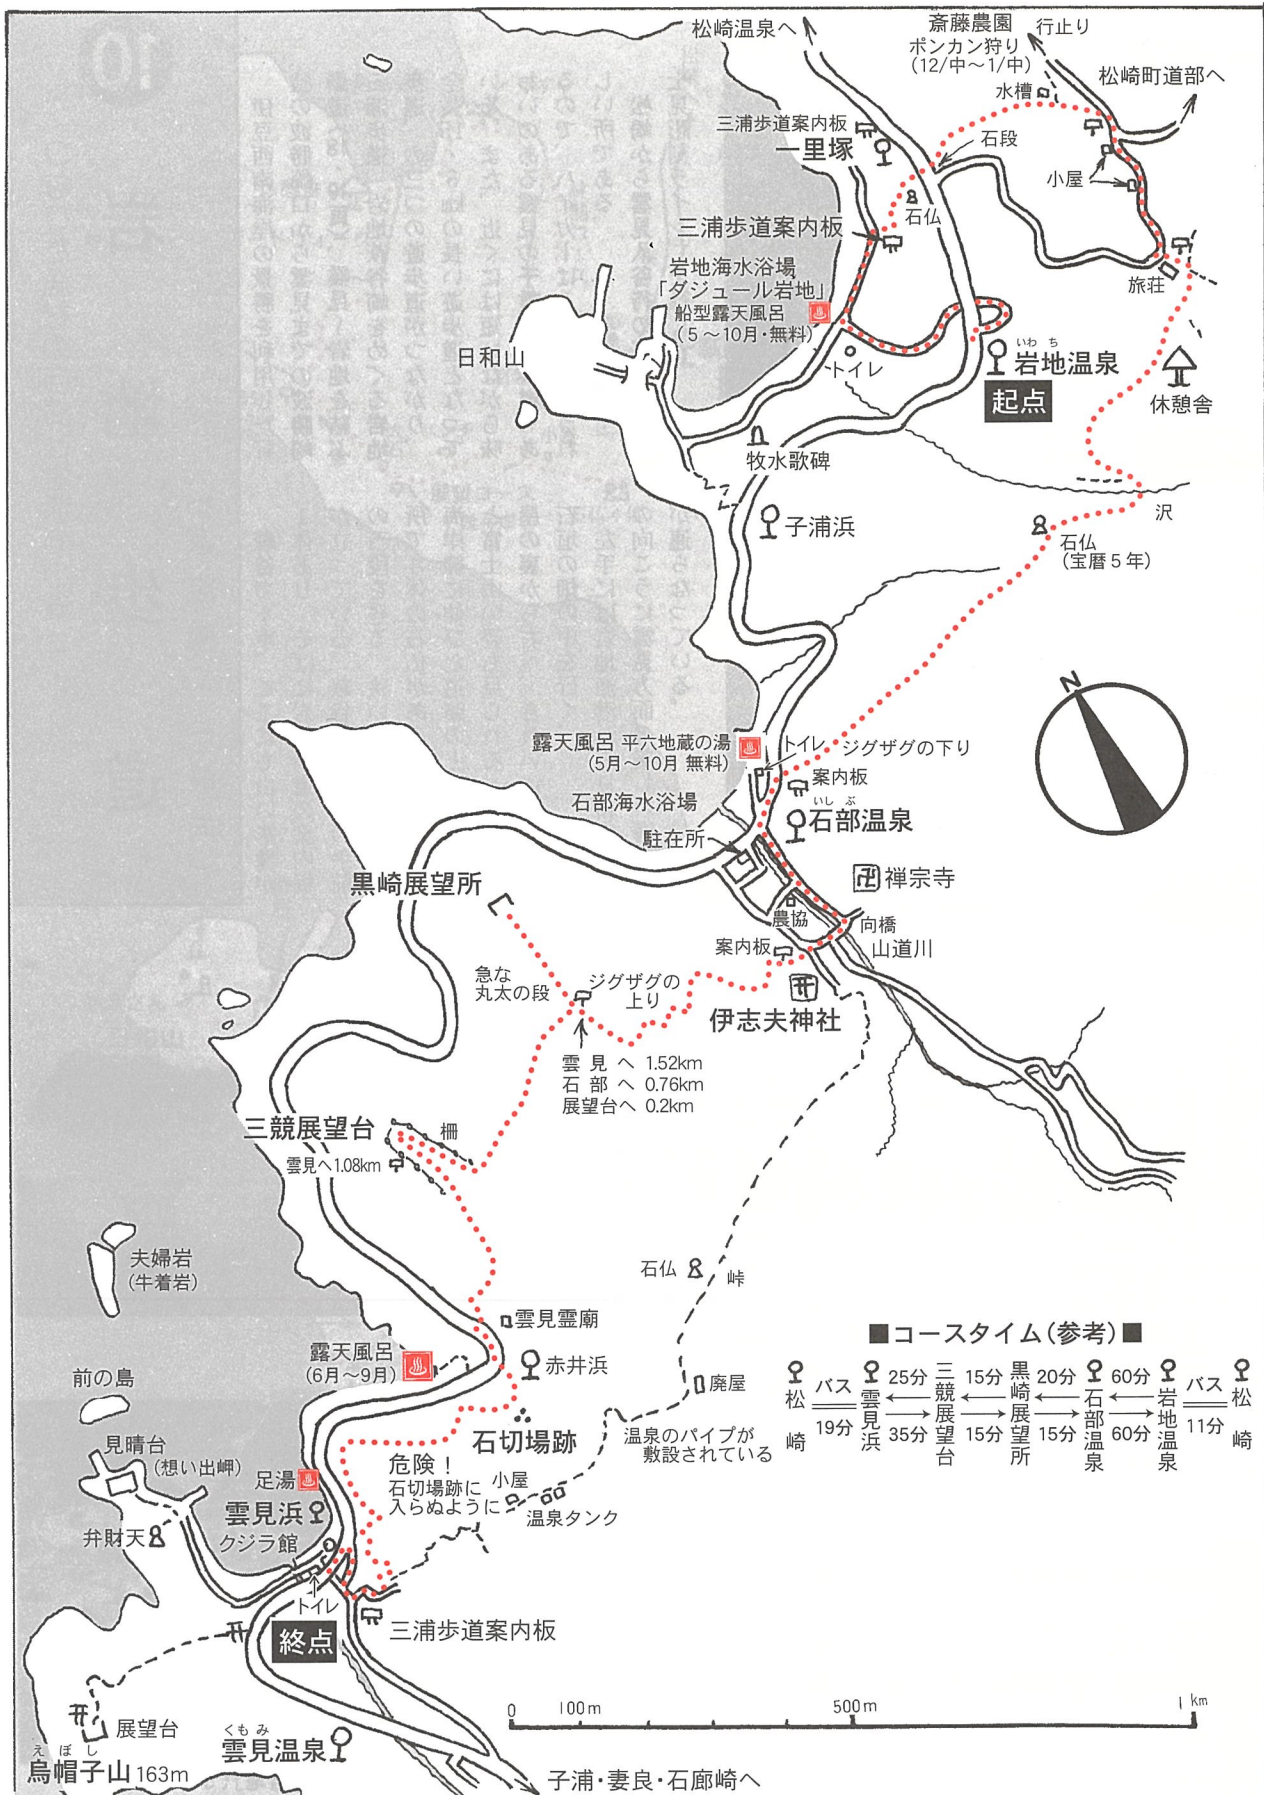 松崎温泉へ
斎藤農園
ポンカン狩り
(12/中〜1/中)
行止り
松崎町道部へ
水槽
三浦歩道案内板
一里塚
石段
小屋
石仏
三浦歩道案内板
旅荘
岩地海水浴場
「ダジュール岩地」
船型露天風呂
(5〜10月・無料)
日和山
トイレ
いわ ち
岩地温泉
起点
休憩舎
牧水歌碑
子浦浜
沢
石仏
(宝暦5年)
N
露天風呂 平六地蔵の湯
(5月〜10月 無料)
トイレ
ジグザグの下り
案内板
いし ぶ
石部温泉
石部海水浴場
駐在所
卍
禅宗寺
黒崎展望所
農協
向橋
山道川
案内板
急な
丸太の段
ジグザグの
上り
伊志夫神社
雲見へ 1.52km
石部へ 0.76km
展望台へ 0.2km
三競展望台
柵
雲見へ1.08km
夫婦岩
(牛着岩)
石仏
峠
雲見霊廟
露天風呂
(6月〜9月)
赤井浜
前の島
廃屋
■コースタイム(参考)■
松崎
バス
19分
雲見浜
25分
35分
三競展望台
15分
15分
黒崎展望所
20分
15分
石部温泉
60分
60分
岩地温泉
バス
11分
松崎
石切場跡
温泉のパイプが
敷設されている
見晴台
(想い出岬)
足湯
危険!
石切場跡に
入らぬように
小屋
温泉タンク
雲見浜
クジラ館
弁財天
トイレ
終点
三浦歩道案内板
0 100m 500m 1km
展望台
え ぼ し
烏帽子山 163m
くもみ
雲見温泉
子浦・妻良・石廊崎へ